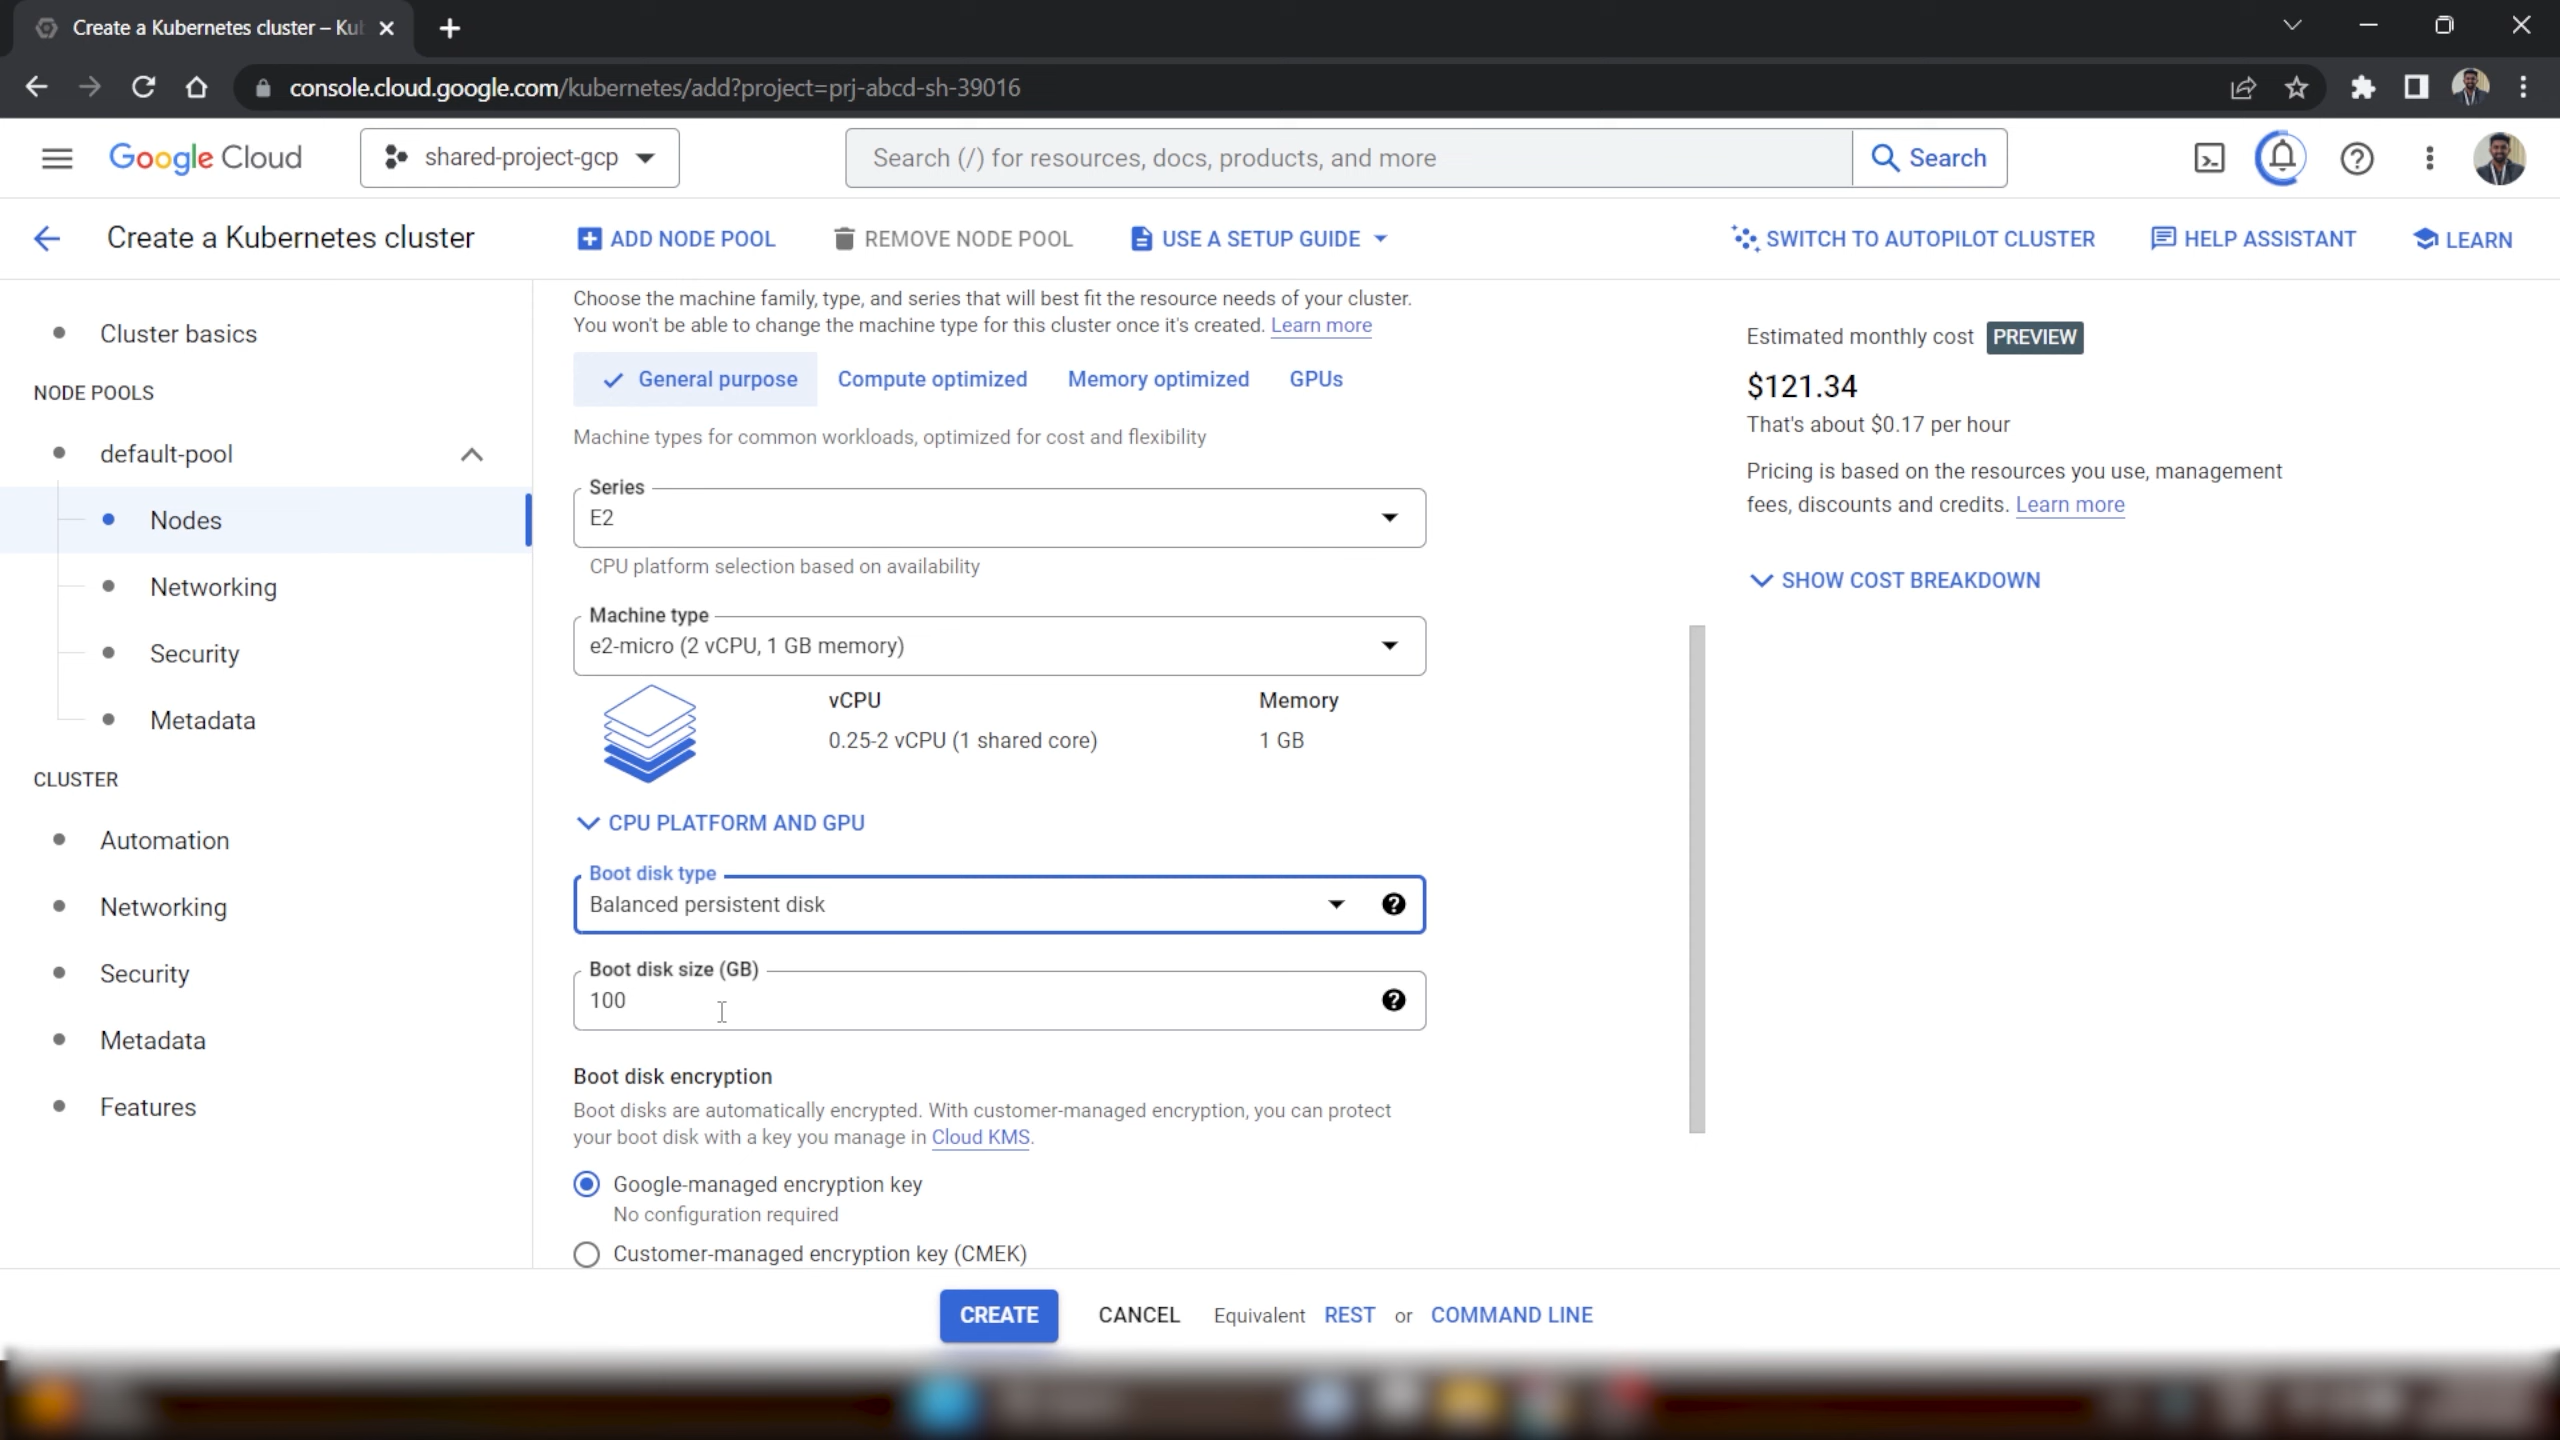 Create a Kubernetes cluster – Ku
console.cloud.google.com/kubernetes/add?project=prj-abcd-sh-39016
Google Cloud
shared-project-gcp
Search (/) for resources, docs, products, and more
Search
Create a Kubernetes cluster
ADD NODE POOL
REMOVE NODE POOL
USE A SETUP GUIDE
SWITCH TO AUTOPILOT CLUSTER
HELP ASSISTANT
LEARN
Cluster basics
NODE POOLS
default-pool
Nodes
Networking
Security
Metadata
CLUSTER
Automation
Networking
Security
Metadata
Features
Choose the machine family, type, and series that will best fit the resource needs of your cluster.
You won't be able to change the machine type for this cluster once it's created. Learn more
General purpose
Compute optimized
Memory optimized
GPUs
Machine types for common workloads, optimized for cost and flexibility
Series
E2
CPU platform selection based on availability
Machine type
e2-micro (2 vCPU, 1 GB memory)
vCPU
Memory
0.25-2 vCPU (1 shared core)
1 GB
CPU PLATFORM AND GPU
Boot disk type
Balanced persistent disk
Boot disk size (GB)
100
Boot disk encryption
Boot disks are automatically encrypted. With customer-managed encryption, you can protect
your boot disk with a key you manage in Cloud KMS.
Google-managed encryption key
No configuration required
Customer-managed encryption key (CMEK)
Estimated monthly cost PREVIEW
$121.34
That's about $0.17 per hour
Pricing is based on the resources you use, management
fees, discounts and credits. Learn more
SHOW COST BREAKDOWN
CREATE
CANCEL
Equivalent REST or COMMAND LINE